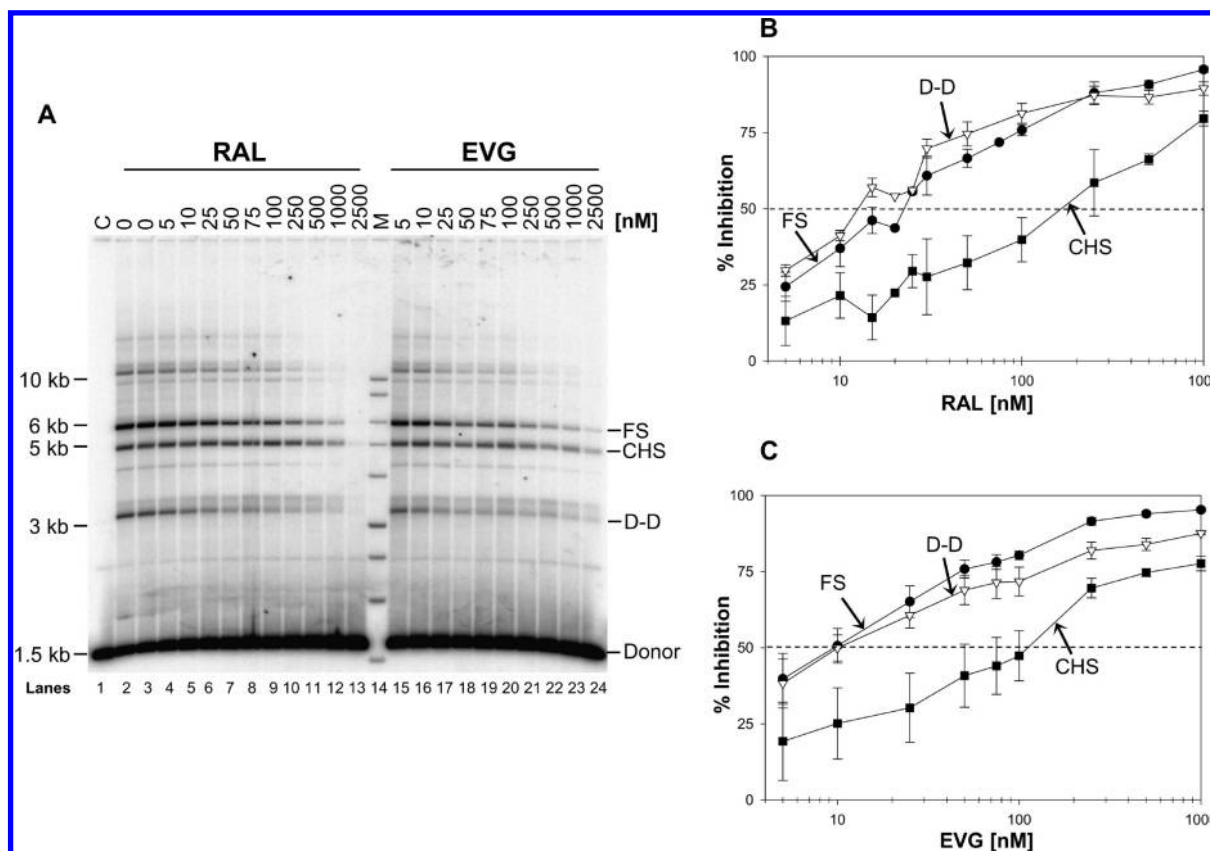 A
RAL EVG
C 0 0 5 10 25 50 75 100 250 500 1000 2500 M 5 10 25 50 75 100 250 500 1000 2500 [nM]
10 kb
6 kb
5 kb
3 kb
1.5 kb
FS
CHS
D-D
Donor
Lanes 1 2 3 4 5 6 7 8 9 10 11 12 13 14 15 16 17 18 19 20 21 22 23 24
B
100
75
50
25
0
% Inhibition
D-D
FS
CHS
10 100 100
RAL [nM]
C
100
75
50
25
0
% Inhibition
FS
D-D
CHS
10 100 100
EVG [nM]